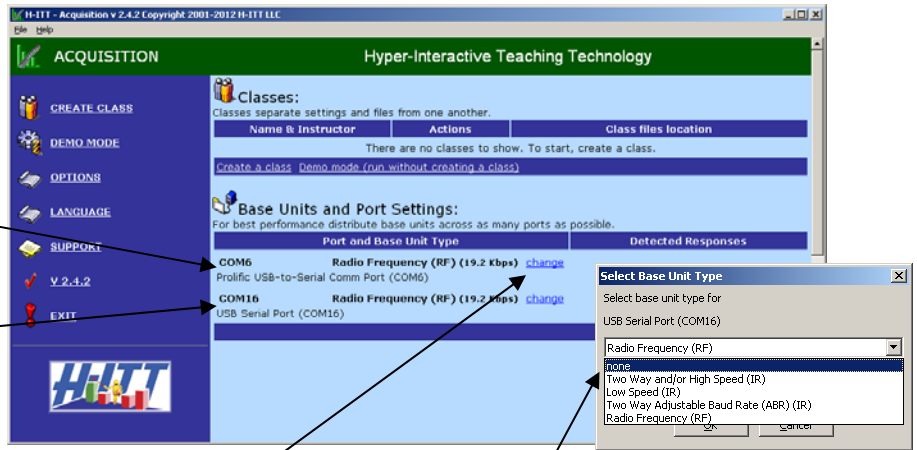 H-ITT - Acquisition v 2.4.2 Copyright 2001-2012 H-ITT LLC
File Help
ACQUISITION
Hyper-Interactive Teaching Technology
CREATE CLASS
DEMO MODE
OPTIONS
LANGUAGE
SUPPORT
V 2.4.2
EXIT
H-ITT
Classes:
Classes separate settings and files from one another.
Name & Instructor Actions Class files location
There are no classes to show. To start, create a class.
Create a class Demo mode (run without creating a class)
Base Units and Port Settings:
For best performance distribute base units across as many ports as possible.
Port and Base Unit Type Detected Responses
COM6 Radio Frequency (RF) (19.2 Kbps) change
Prolific USB-to-Serial Comm Port (COM6)
COM16 Radio Frequency (RF) (19.2 Kbps) change
USB Serial Port (COM16)
Select Base Unit Type
Select base unit type for
USB Serial Port (COM16)
Radio Frequency (RF)
none
Two Way and/or High Speed (IR)
Low Speed (IR)
Two Way Adjustable Baud Rate (ABR) (IR)
Radio Frequency (RF)
OK Cancel